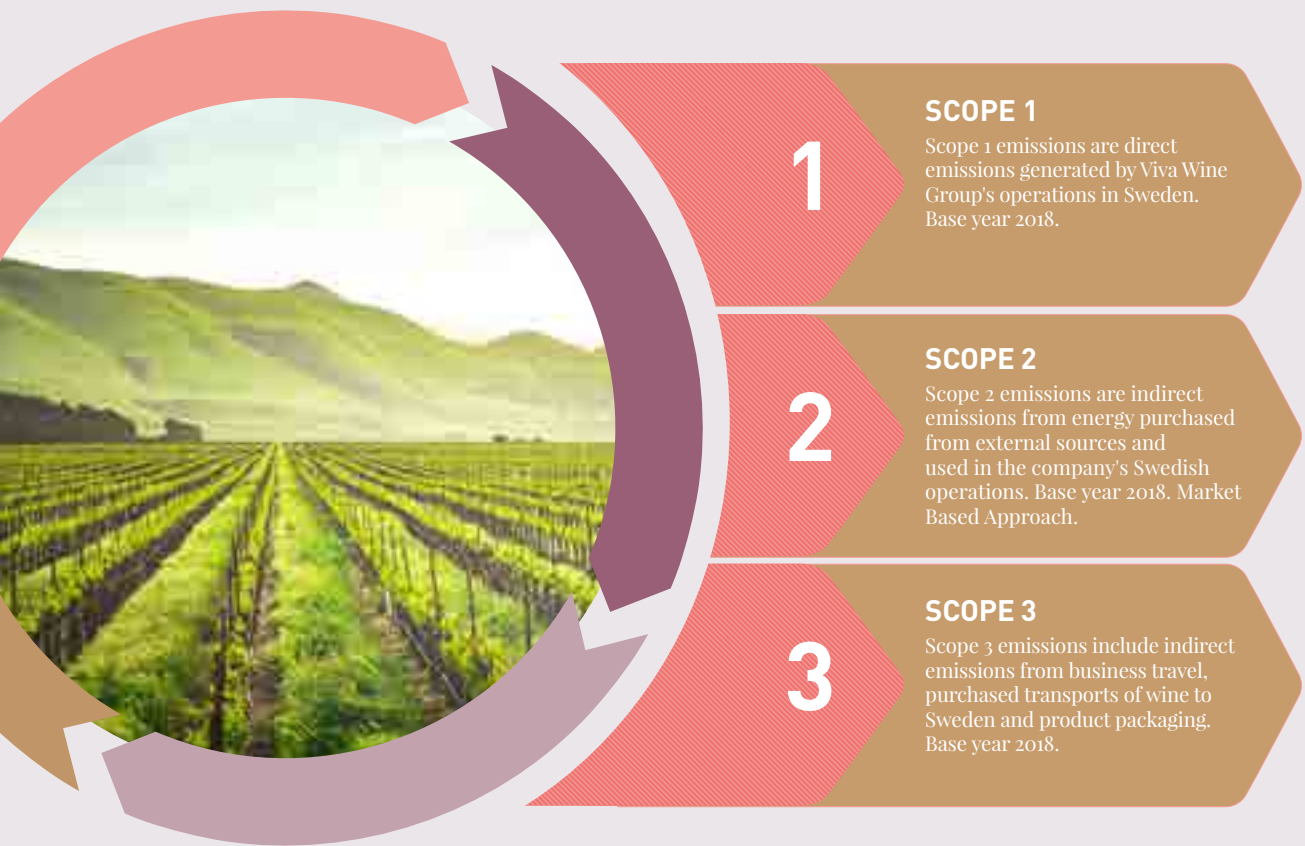 1
SCOPE 1
Scope 1 emissions are direct
emissions generated by Viva Wine
Group's operations in Sweden.
Base year 2018.
2
SCOPE 2
Scope 2 emissions are indirect
emissions from energy purchased
from external sources and
used in the company's Swedish
operations. Base year 2018. Market
Based Approach.
3
SCOPE 3
Scope 3 emissions include indirect
emissions from business travel,
purchased transports of wine to
Sweden and product packaging.
Base year 2018.